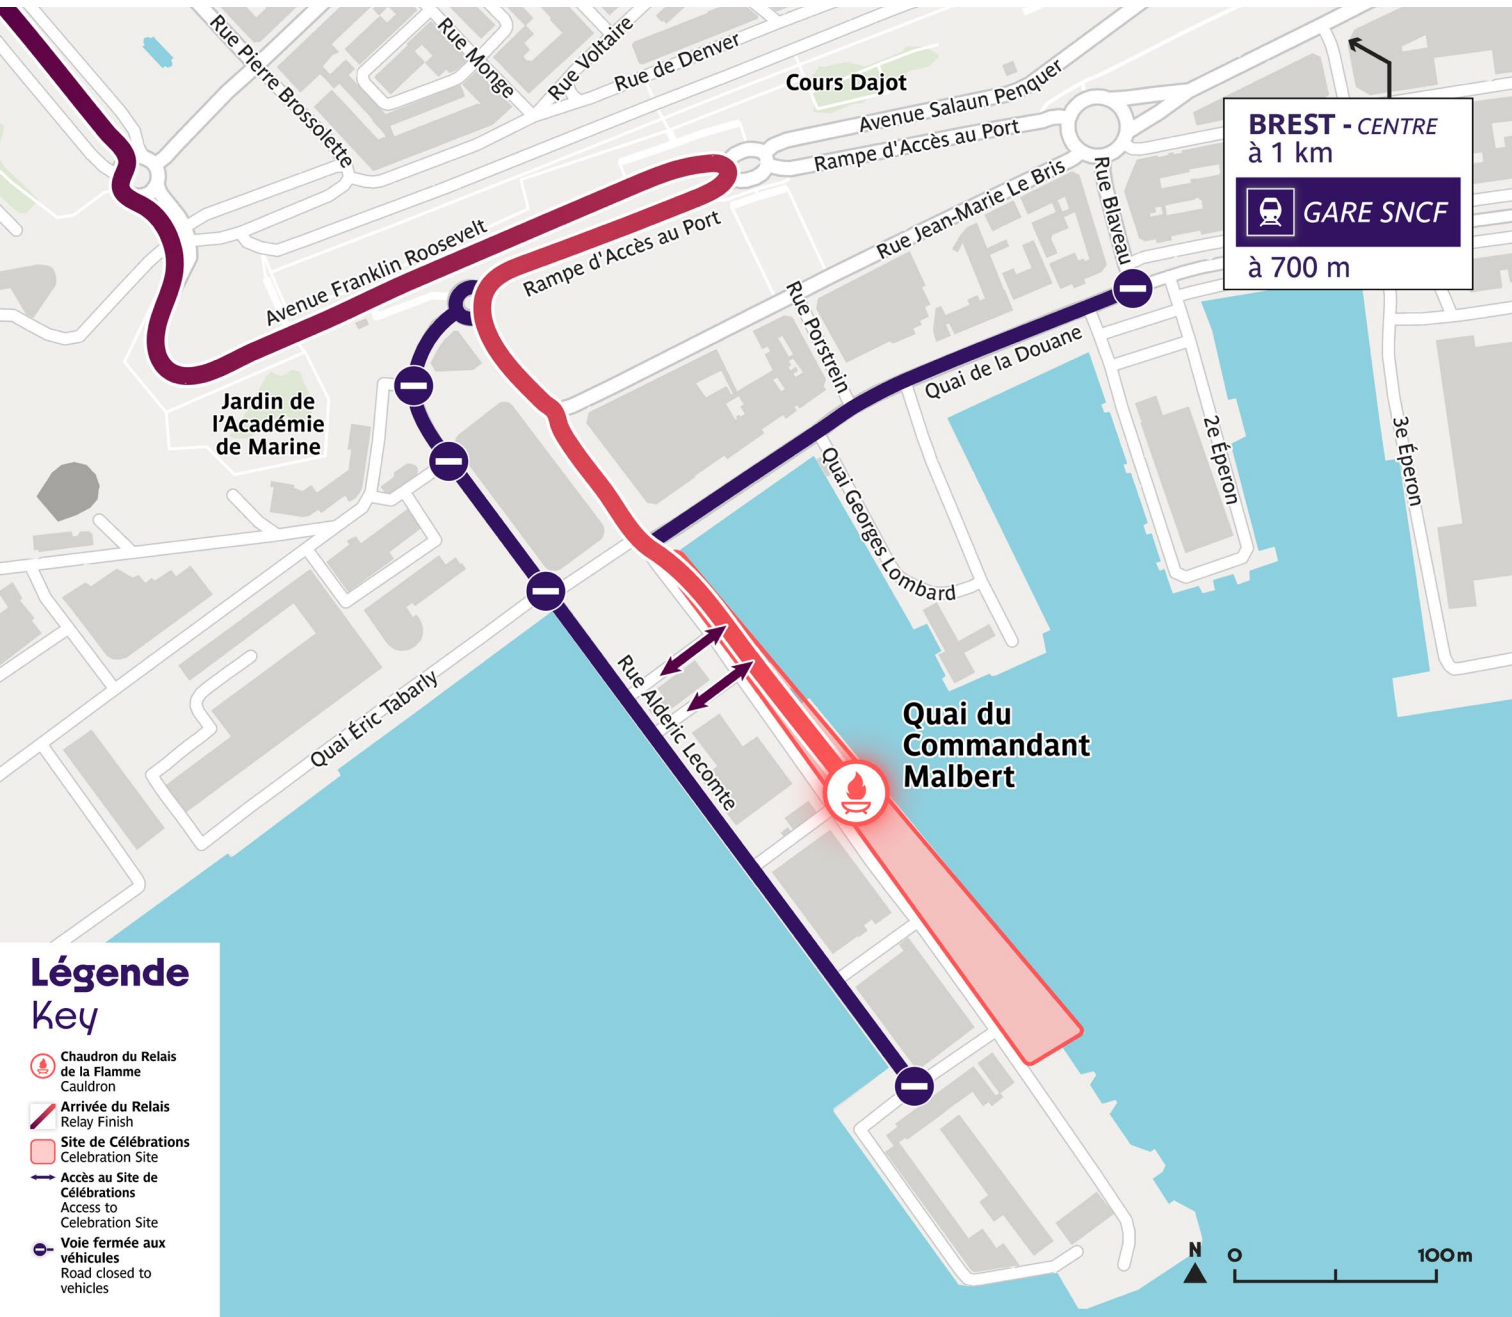 Rue Pierre Brossolette
Rue Monge
Rue Voltaire
Rue de Denver
Cours Dajot
Avenue Salaun Penquer
Rampe d'Accès au Port
BREST - CENTRE
à 1 km
GARE SNCF
à 700 m
Rue Jean-Marie Le Bris
Rue Blaveau
Avenue Franklin Roosevelt
Rampe d'Accès au Port
Rue Porstrein
Quai de la Douane
Jardin de
l'Académie
de Marine
2e Éperon
3e Éperon
Quai Georges Lombard
Quai Éric Tabarly
Rue Alderic Lecomte
Quai du
Commandant
Malbert
Légende
Key
Chaudron du Relais
de la Flamme
Cauldron
Arrivée du Relais
Relay Finish
Site de Célébrations
Celebration Site
Accès au Site de
Célébrations
Access to
Celebration Site
Voie fermée aux
véhicules
Road closed to
vehicles
N
0
100m